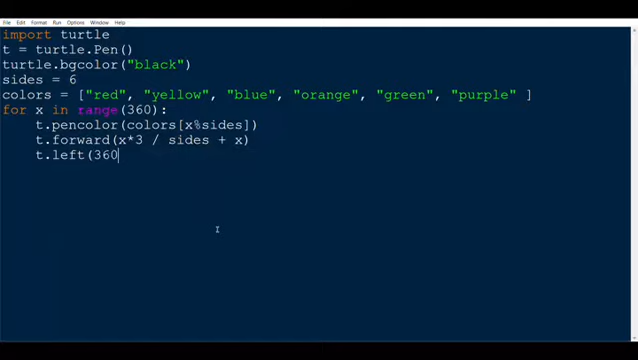 File Edit Format Run Options Window Help
import turtle
t = turtle.Pen()
turtle.bgcolor("black")
sides = 6
colors = ["red", "yellow", "blue", "orange", "green", "purple" ]
for x in range(360):
    t.pencolor(colors[x%sides])
    t.forward(x*3 / sides + x)
    t.left(360